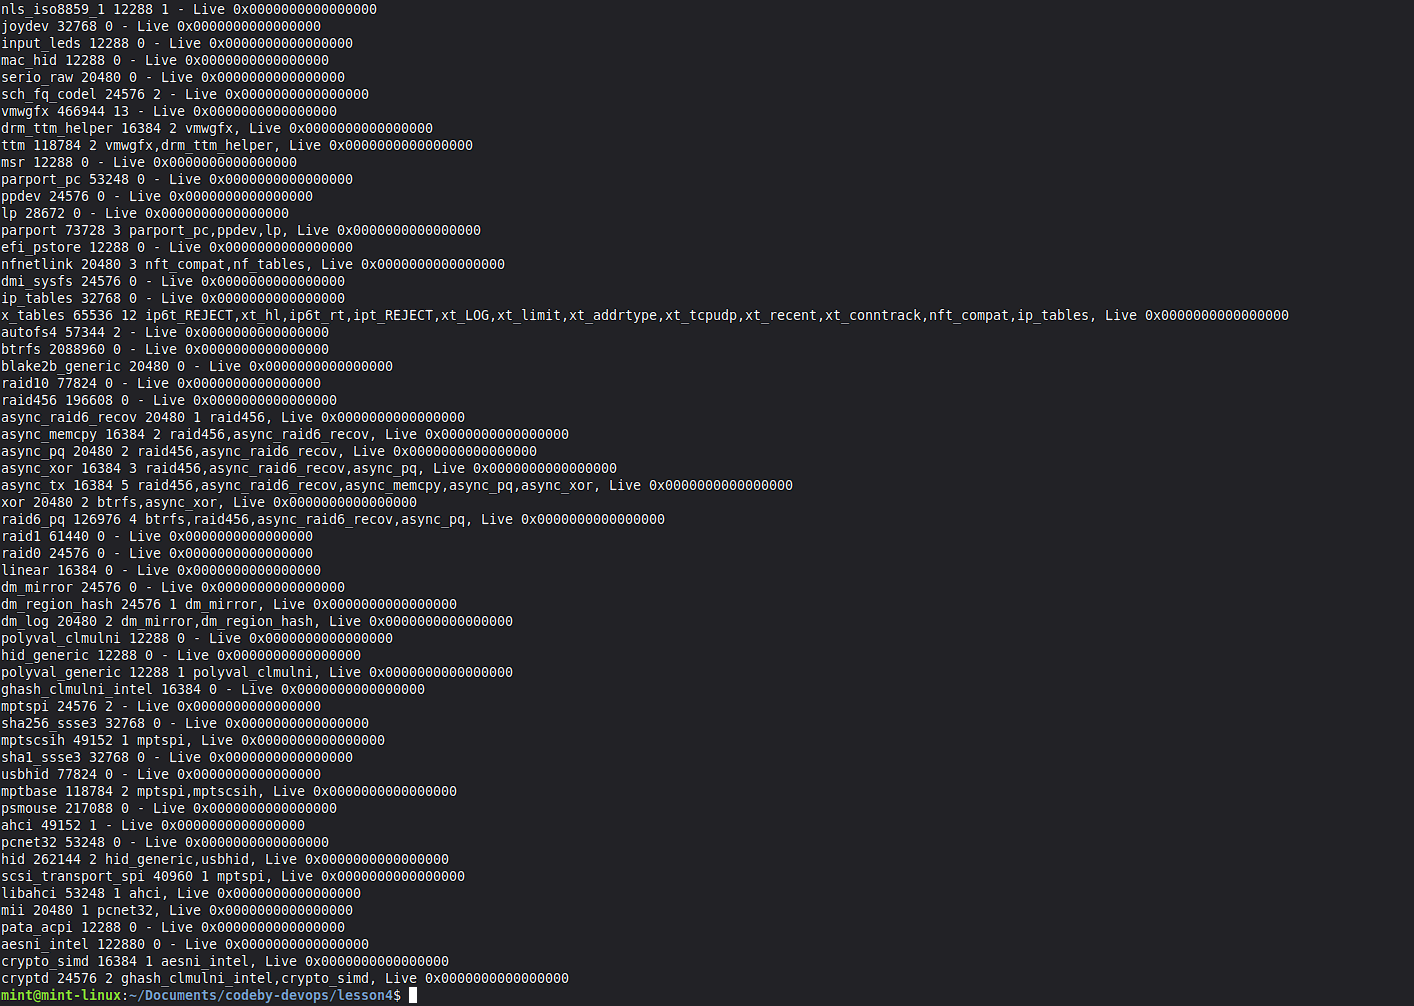 nls_iso8859_1 12288 1 - Live 0x0000000000000000
joydev 32768 0 - Live 0x0000000000000000
input_leds 12288 0 - Live 0x0000000000000000
mac_hid 12288 0 - Live 0x0000000000000000
serio_raw 20480 0 - Live 0x0000000000000000
sch_fq_codel 24576 2 - Live 0x0000000000000000
vmwgfx 466944 13 - Live 0x0000000000000000
drm_ttm_helper 16384 2 vmwgfx, Live 0x0000000000000000
ttm 118784 2 vmwgfx,drm_ttm_helper, Live 0x0000000000000000
msr 12288 0 - Live 0x0000000000000000
parport_pc 53248 0 - Live 0x0000000000000000
ppdev 24576 0 - Live 0x0000000000000000
lp 28672 0 - Live 0x0000000000000000
parport 73728 3 parport_pc,ppdev,lp, Live 0x0000000000000000
efi_pstore 12288 0 - Live 0x0000000000000000
nfnetlink 20480 3 nft_compat,nf_tables, Live 0x0000000000000000
dmi_sysfs 24576 0 - Live 0x0000000000000000
ip_tables 32768 0 - Live 0x0000000000000000
x_tables 65536 12 ip6t_REJECT,xt_hl,ip6t_rt,ipt_REJECT,xt_LOG,xt_limit,xt_addrtype,xt_tcpudp,xt_recent,xt_conntrack,nft_compat,ip_tables, Live 0x0000000000000000
autofs4 57344 2 - Live 0x0000000000000000
btrfs 2088960 0 - Live 0x0000000000000000
blake2b_generic 20480 0 - Live 0x0000000000000000
raid10 77824 0 - Live 0x0000000000000000
raid456 196608 0 - Live 0x0000000000000000
async_raid6_recov 20480 1 raid456, Live 0x0000000000000000
async_memcpy 16384 2 raid456,async_raid6_recov, Live 0x0000000000000000
async_pq 20480 2 raid456,async_raid6_recov, Live 0x0000000000000000
async_xor 16384 3 raid456,async_raid6_recov,async_pq, Live 0x0000000000000000
async_tx 16384 5 raid456,async_raid6_recov,async_memcpy,async_pq,async_xor, Live 0x0000000000000000
xor 20480 2 btrfs,async_xor, Live 0x0000000000000000
raid6_pq 126976 4 btrfs,raid456,async_raid6_recov,async_pq, Live 0x0000000000000000
raid1 61440 0 - Live 0x0000000000000000
raid0 24576 0 - Live 0x0000000000000000
linear 16384 0 - Live 0x0000000000000000
dm_mirror 24576 0 - Live 0x0000000000000000
dm_region_hash 24576 1 dm_mirror, Live 0x0000000000000000
dm_log 20480 2 dm_mirror,dm_region_hash, Live 0x0000000000000000
polyval_clmulni 12288 0 - Live 0x0000000000000000
hid_generic 12288 0 - Live 0x0000000000000000
polyval_generic 12288 1 polyval_clmulni, Live 0x0000000000000000
ghash_clmulni_intel 16384 0 - Live 0x0000000000000000
mptspi 24576 2 - Live 0x0000000000000000
sha256_ssse3 32768 0 - Live 0x0000000000000000
mptscsih 49152 1 mptspi, Live 0x0000000000000000
sha1_ssse3 32768 0 - Live 0x0000000000000000
usbhid 77824 0 - Live 0x0000000000000000
mptbase 118784 2 mptspi,mptscsih, Live 0x0000000000000000
psmouse 217088 0 - Live 0x0000000000000000
ahci 49152 1 - Live 0x0000000000000000
pcnet32 53248 0 - Live 0x0000000000000000
hid 262144 2 hid_generic,usbhid, Live 0x0000000000000000
scsi_transport_spi 40960 1 mptspi, Live 0x0000000000000000
libahci 53248 1 ahci, Live 0x0000000000000000
mii 20480 1 pcnet32, Live 0x0000000000000000
pata_acpi 12288 0 - Live 0x0000000000000000
aesni_intel 122880 0 - Live 0x0000000000000000
crypto_simd 16384 1 aesni_intel, Live 0x0000000000000000
cryptd 24576 2 ghash_clmulni_intel,crypto_simd, Live 0x0000000000000000
mint@mint-linux:~/Documents/codeby-devops/lesson4$